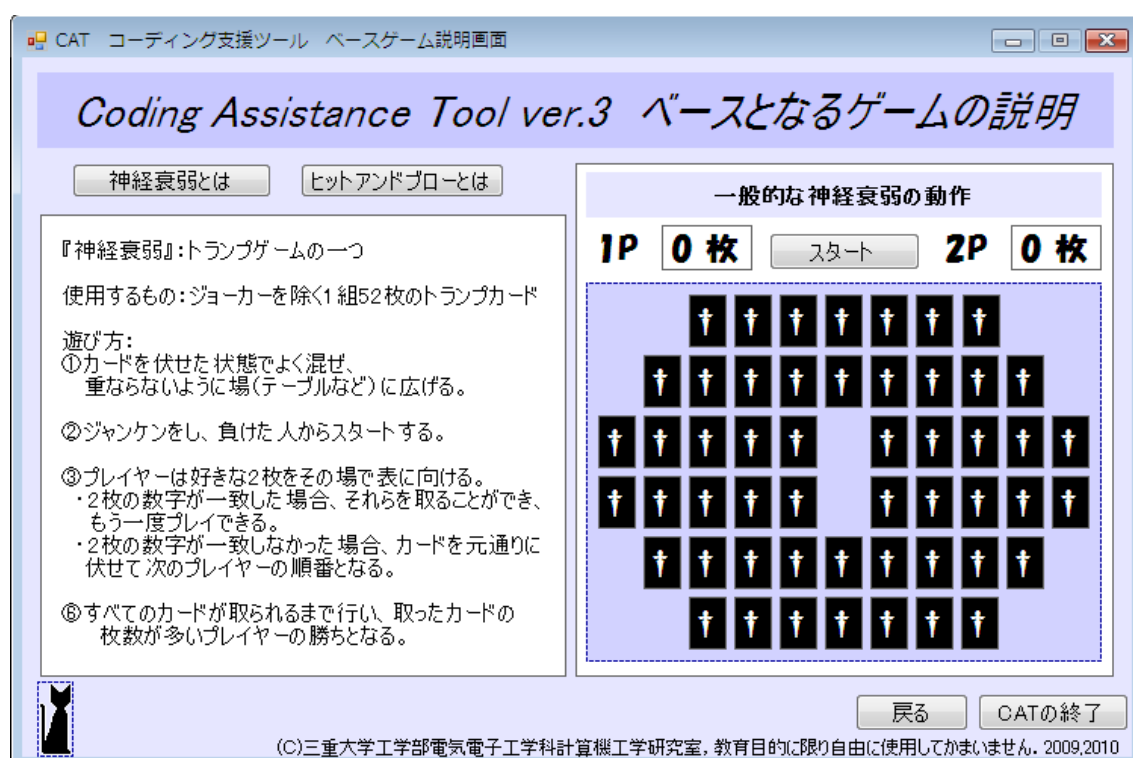 CAT コーディング支援ツール ベースゲーム説明画面
Coding Assistance Tool ver.3 ベースとなるゲームの説明
神経衰弱とは
ヒットアンドブローとは
『神経衰弱』:トランプゲームの一つ
使用するもの:ジョーカーを除く1組52枚のトランプカード
遊び方:
①カードを伏せた状態でよく混ぜ、
重ならないように場(テーブルなど)に広げる。
②ジャンケンをし、負けた人からスタートする。
③プレイヤーは好きな2枚をその場で表に向ける。
・2枚の数字が一致した場合、それらを取ることができ、
もう一度プレイできる。
・2枚の数字が一致しなかった場合、カードを元通りに
伏せて次のプレイヤーの順番となる。
⑥すべてのカードが取られるまで行い、取ったカードの
枚数が多いプレイヤーの勝ちとなる。
一般的な神経衰弱の動作
1P 0 枚 スタート 2P 0 枚
戻る
CATの終了
(C)三重大学工学部電気電子工学科計算機工学研究室,教育目的に限り自由に使用してかまいません. 2009,2010